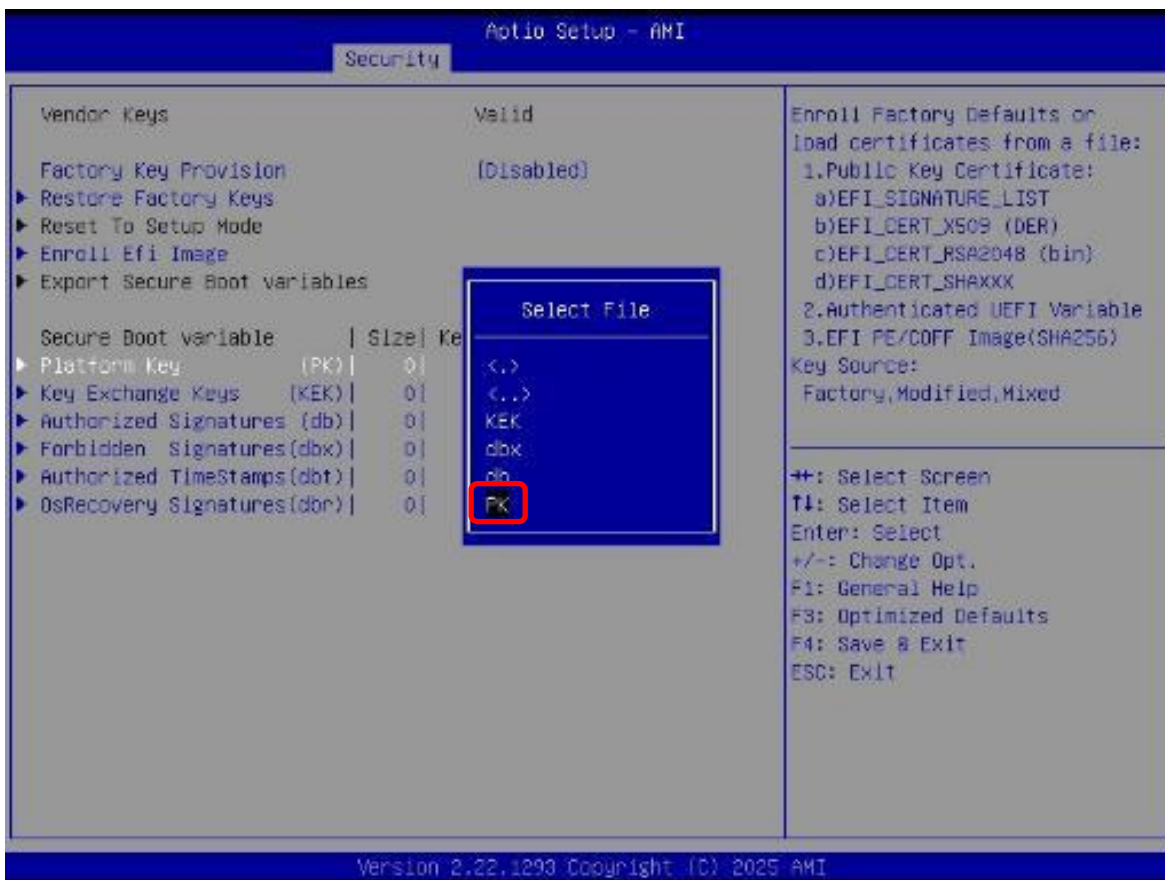 Aptio Setup - AMI
Security
Vendor Keys Valid
Factory Key Provision [Disabled]
Restore Factory Keys
Reset To Setup Mode
Enroll Efi Image
Export Secure Boot variables
Secure Boot variable | Size| Ke
Platform Key (PK)| 0|
Key Exchange Keys (KEK)| 0|
Authorized Signatures (db)| 0|
Forbidden Signatures(dbx)| 0|
Authorized TimeStamps(dbt)| 0|
OsRecovery Signatures(dbr)| 0|
Select File
<.>
<..>
KEK
dbx
db
PK
Enroll Factory Defaults or
load certificates from a file:
1.Public Key Certificate:
a)EFI_SIGNATURE_LIST
b)EFI_CERT_X509 (DER)
c)EFI_CERT_RSA2048 (bin)
d)EFI_CERT_SHAXXX
2.Authenticated UEFI Variable
3.EFI PE/COFF Image(SHA256)
Key Source:
Factory,Modified,Mixed
→←: Select Screen
↑↓: Select Item
Enter: Select
+/-: Change Opt.
F1: General Help
F3: Optimized Defaults
F4: Save & Exit
ESC: Exit
Version 2.22.1293 Copyright (C) 2025 AMI